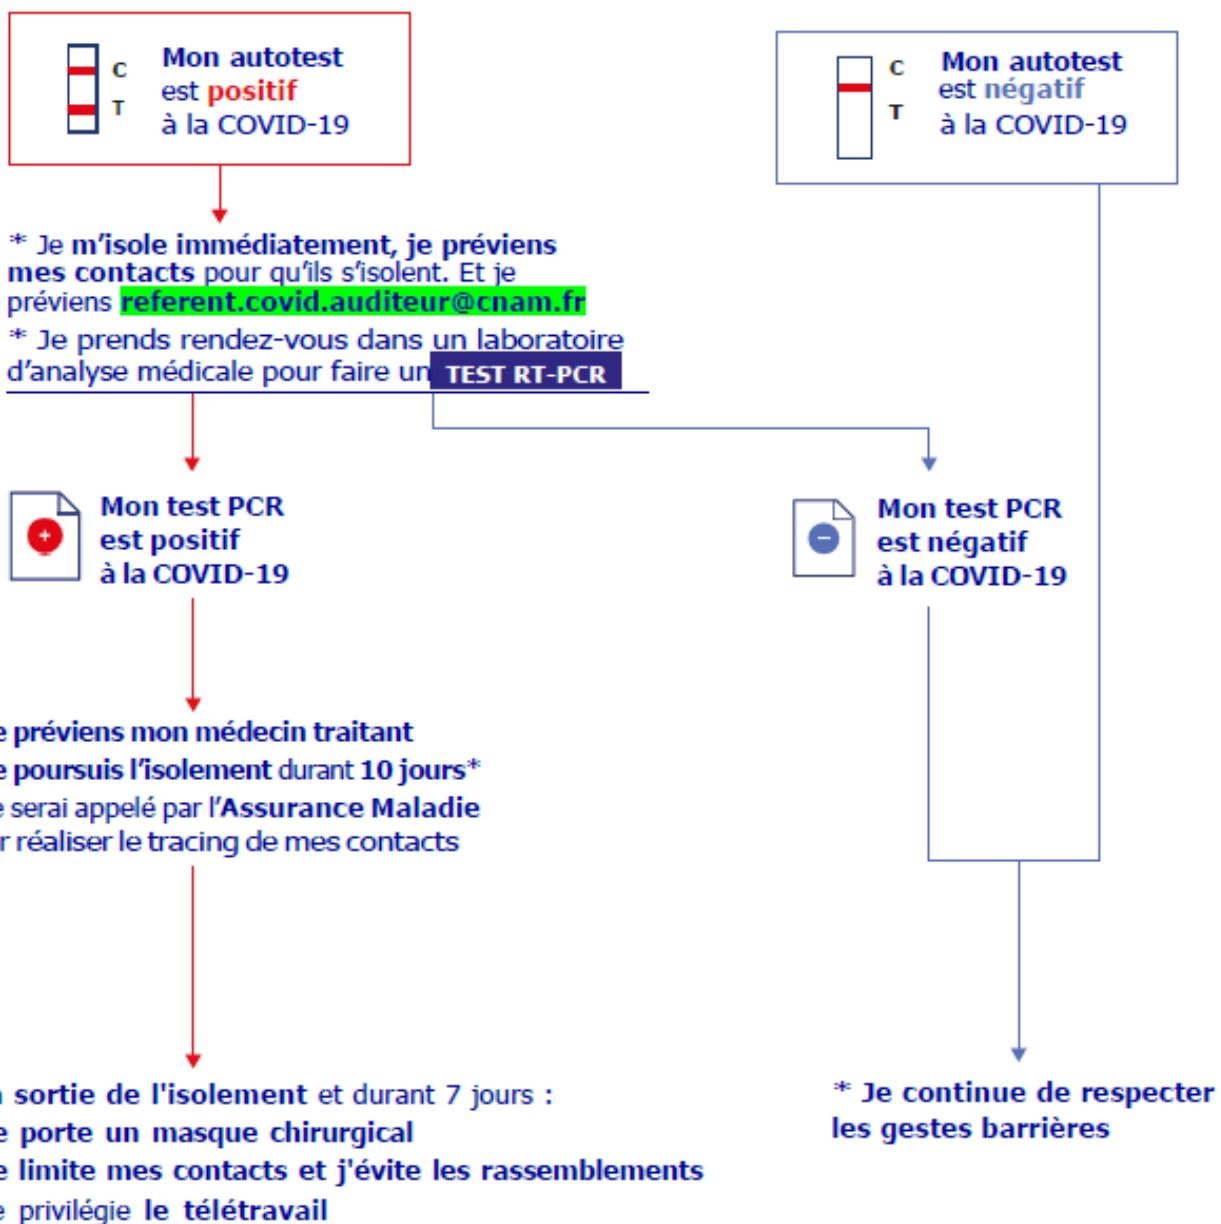 C
T
Mon autotest
est positif
à la COVID-19
C
T
Mon autotest
est négatif
à la COVID-19
* Je m'isole immédiatement, je préviens
mes contacts pour qu'ils s'isolent. Et je
préviens referent.covid.auditeur@cnam.fr
* Je prends rendez-vous dans un laboratoire
d'analyse médicale pour faire un TEST RT-PCR
+
Mon test PCR
est positif
à la COVID-19
−
Mon test PCR
est négatif
à la COVID-19
e préviens mon médecin traitant
e poursuis l'isolement durant 10 jours*
e serai appelé par l'Assurance Maladie
r réaliser le tracing de mes contacts
sortie de l'isolement et durant 7 jours :
e porte un masque chirurgical
e limite mes contacts et j'évite les rassemblements
e privilégie le télétravail
* Je continue de respecter
les gestes barrières